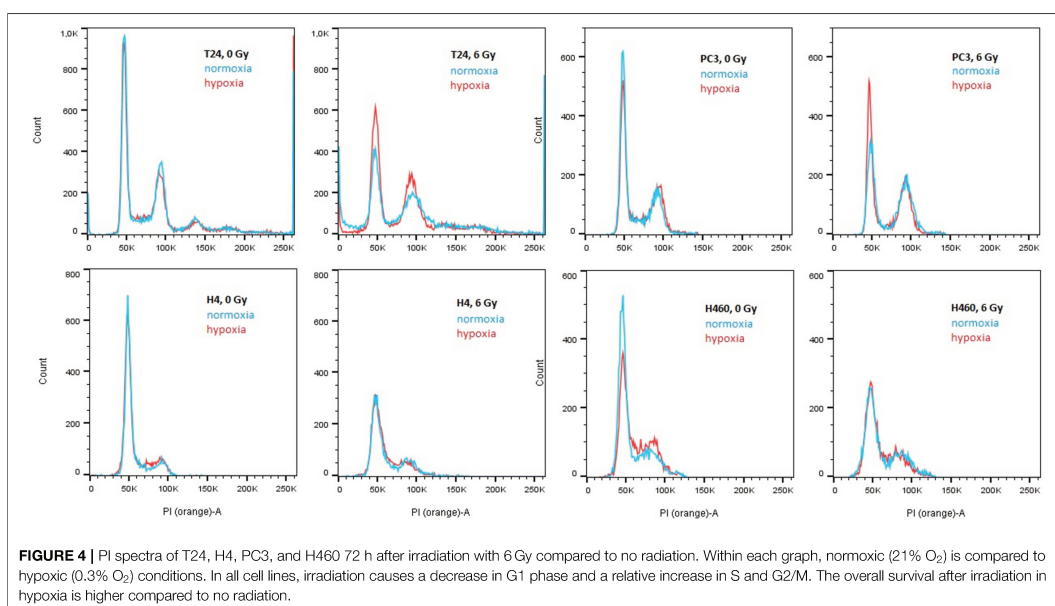 1,0K
800
600
400
200
0
Count
T24, 0 Gy
normoxia
hypoxia
0 50K 100K 150K 200K 250K
1,0K
800
600
400
200
0
T24, 6 Gy
normoxia
hypoxia
0 50K 100K 150K 200K 250K
600
400
200
0
Count
PC3, 0 Gy
normoxia
hypoxia
0 50K 100K 150K 200K 250K
600
400
200
0
PC3, 6 Gy
normoxia
hypoxia
0 50K 100K 150K 200K 250K
800
600
400
200
0
Count
H4, 0 Gy
normoxia
hypoxia
0 50K 100K 150K 200K 250K
PI (orange)-A
800
600
400
200
0
H4, 6 Gy
normoxia
hypoxia
0 50K 100K 150K 200K 250K
PI (orange)-A
600
400
200
0
Count
H460, 0 Gy
normoxia
hypoxia
0 50K 100K 150K 200K 250K
PI (orange)-A
600
400
200
0
H460, 6 Gy
normoxia
hypoxia
0 50K 100K 150K 200K 250K
PI (orange)-A
FIGURE 4 | PI spectra of T24, H4, PC3, and H460 72 h after irradiation with 6 Gy compared to no radiation. Within each graph, normoxic (21% O₂) is compared to
hypoxic (0.3% O₂) conditions. In all cell lines, irradiation causes a decrease in G1 phase and a relative increase in S and G2/M. The overall survival after irradiation in
hypoxia is higher compared to no radiation.